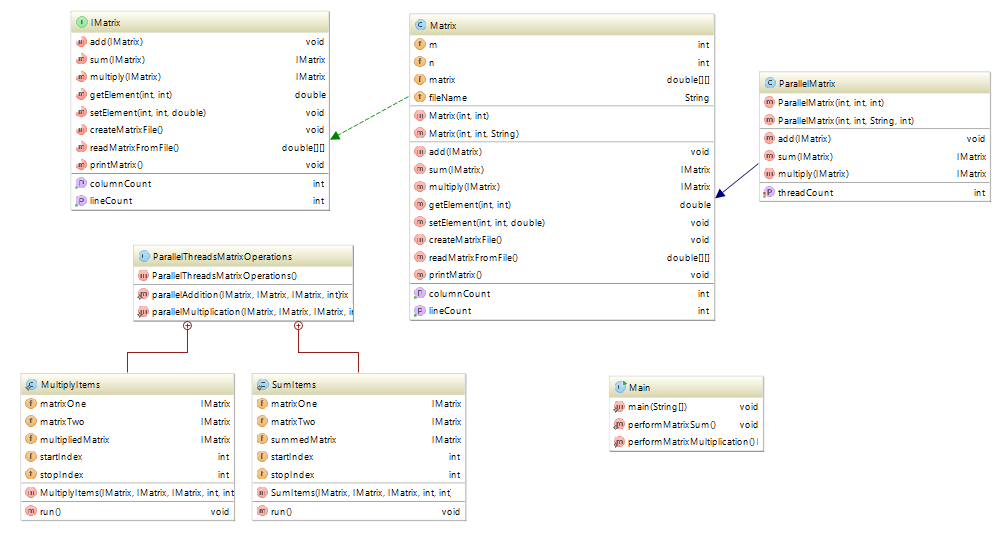 IMatrix
add(IMatrix) void
sum(IMatrix) IMatrix
multiply(IMatrix) IMatrix
getElement(int, int) double
setElement(int, int, double) void
createMatrixFile() void
readMatrixFromFile() double[][]
printMatrix() void
columnCount int
lineCount int
Matrix
m int
n int
matrix double[][]
fileName String
Matrix(int, int)
Matrix(int, int, String)
add(IMatrix) void
sum(IMatrix) IMatrix
multiply(IMatrix) IMatrix
getElement(int, int) double
setElement(int, int, double) void
createMatrixFile() void
readMatrixFromFile() double[][]
printMatrix() void
columnCount int
lineCount int
ParallelMatrix
ParallelMatrix(int, int, int)
ParallelMatrix(int, int, String, int)
add(IMatrix) void
sum(IMatrix) IMatrix
multiply(IMatrix) IMatrix
threadCount int
ParallelThreadsMatrixOperations
ParallelThreadsMatrixOperations()
parallelAddition(IMatrix, IMatrix, IMatrix, int)
parallelMultiplication(IMatrix, IMatrix, IMatrix,
MultiplyItems
matrixOne IMatrix
matrixTwo IMatrix
multipliedMatrix IMatrix
startIndex int
stopIndex int
MultiplyItems(IMatrix, IMatrix, IMatrix, int, int
run() void
SumItems
matrixOne IMatrix
matrixTwo IMatrix
summedMatrix IMatrix
startIndex int
stopIndex int
SumItems(IMatrix, IMatrix, IMatrix, int, int)
run() void
Main
main(String[]) void
performMatrixSum() void
performMatrixMultiplication()